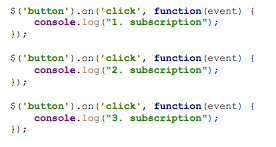 $('button').on('click', function(event) {
    console.log("1. subscription");
});

$('button').on('click', function(event) {
    console.log("2. subscription");
});

$('button').on('click', function(event) {
    console.log("3. subscription");
});